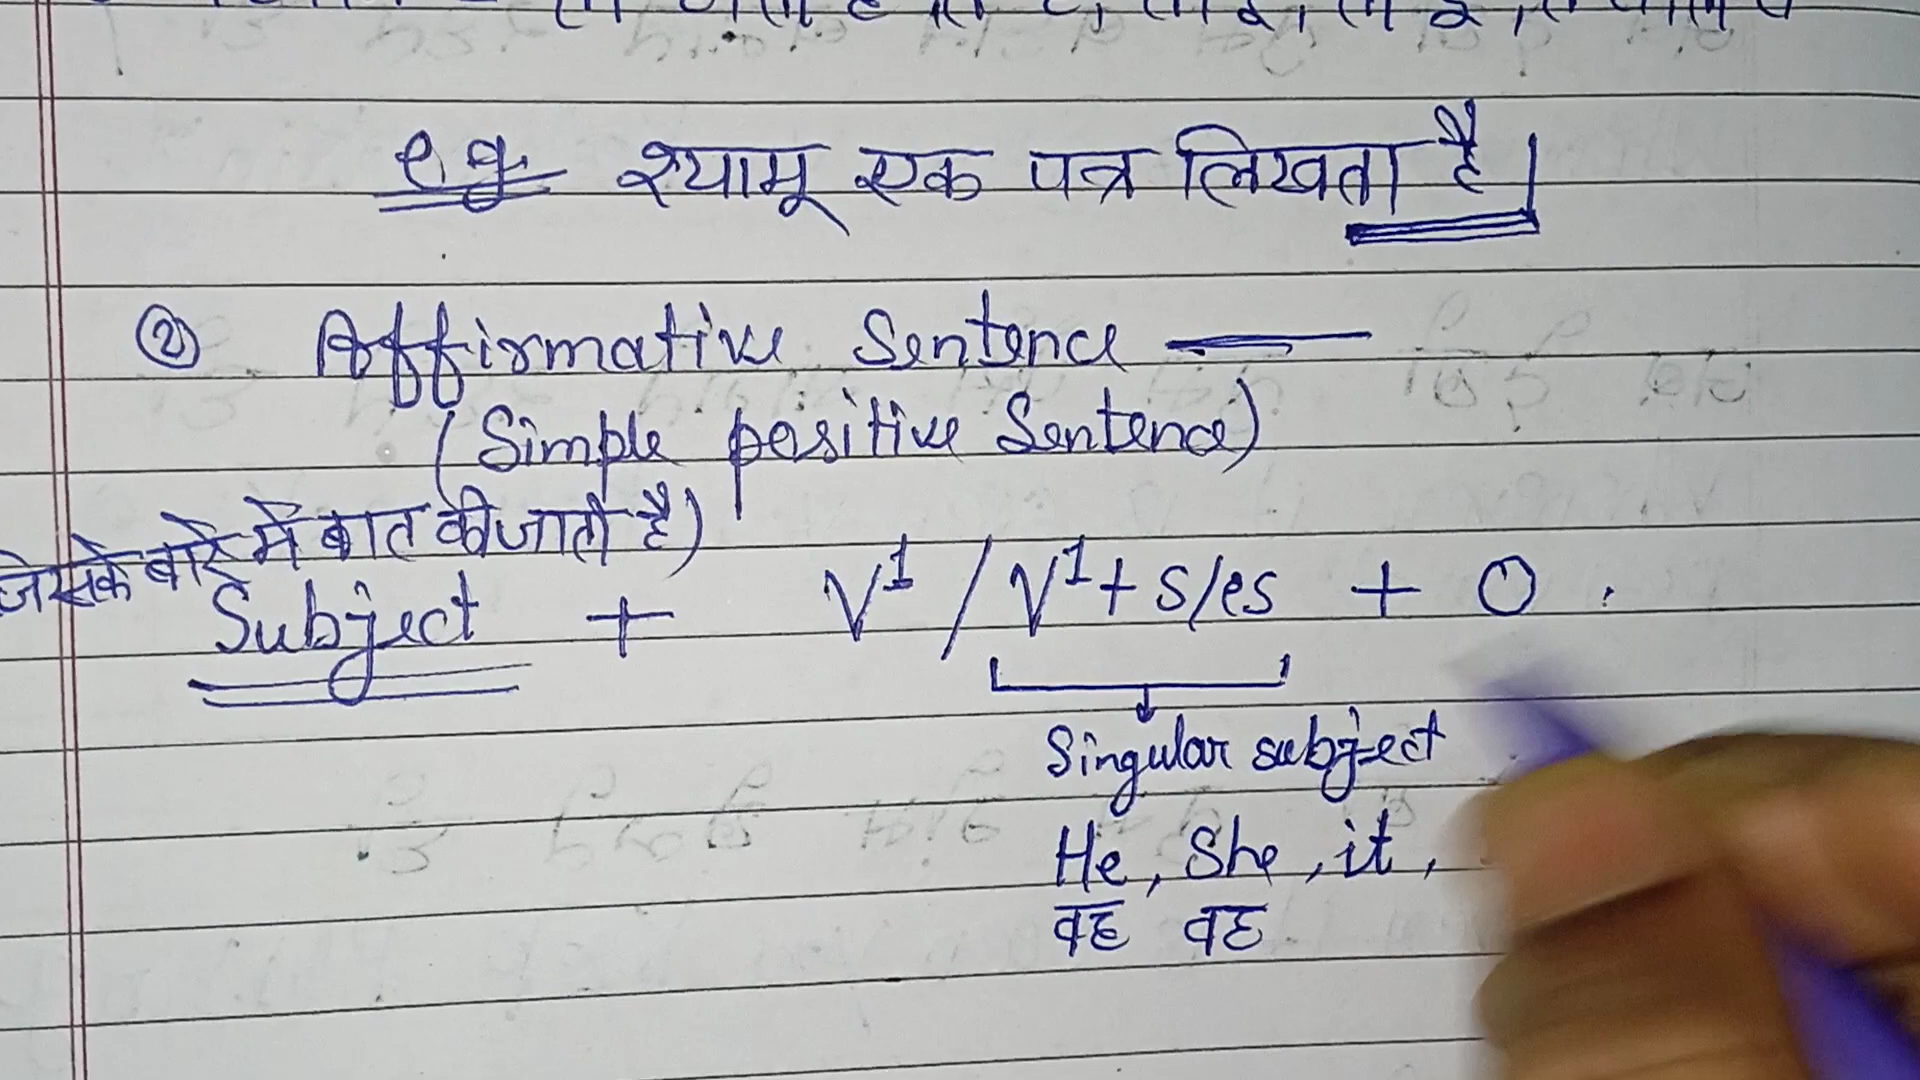 e.g. श्यामू एक पत्र लिखता है।
② Affirmative Sentence —
(Simple positive Sentence)
जिसके बारे में बात की जाती है)
Subject + V¹ / V¹ + s/es + O .
Singular subject
He, She, it,
वह वह